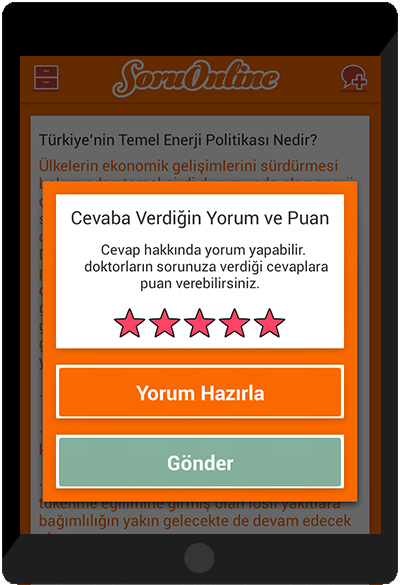 SoruOnline
Türkiye'nin Temel Enerji Politikası Nedir?
Ülkelerin ekonomik gelişimlerini sürdürmesi
Cevaba Verdiğin Yorum ve Puan
Cevap hakkında yorum yapabilir.
doktorların sorunuza verdiği cevaplara
puan verebilirsiniz.
Yorum Hazırla
Gönder
tükenme eğilimine girmiş olan fosil yakıtlara
bağımlılığın yakın gelecekte de devam edecek